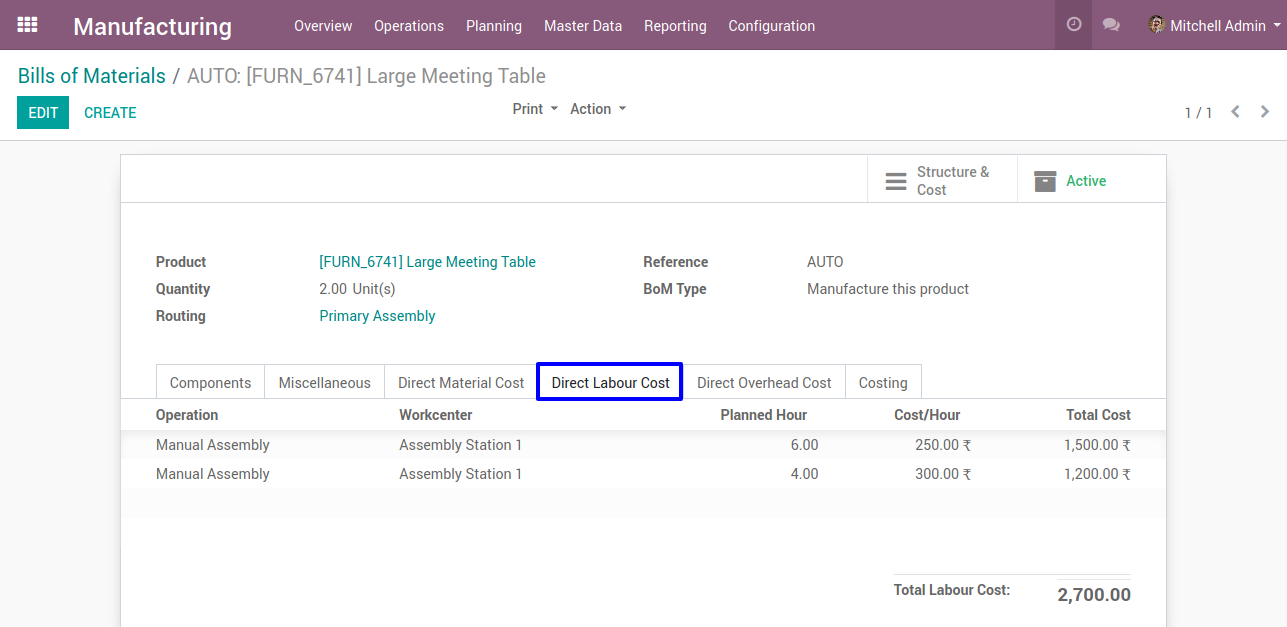 Manufacturing Overview Operations Planning Master Data Reporting Configuration Mitchell Admin
Bills of Materials / AUTO: [FURN_6741] Large Meeting Table
EDIT CREATE Print Action 1 / 1
Structure & Cost Active
Product [FURN_6741] Large Meeting Table Reference AUTO
Quantity 2.00 Unit(s) BoM Type Manufacture this product
Routing Primary Assembly
Components Miscellaneous Direct Material Cost Direct Labour Cost Direct Overhead Cost Costing
Operation Workcenter Planned Hour Cost/Hour Total Cost
Manual Assembly Assembly Station 1 6.00 250.00 ₹ 1,500.00 ₹
Manual Assembly Assembly Station 1 4.00 300.00 ₹ 1,200.00 ₹
Total Labour Cost: 2,700.00